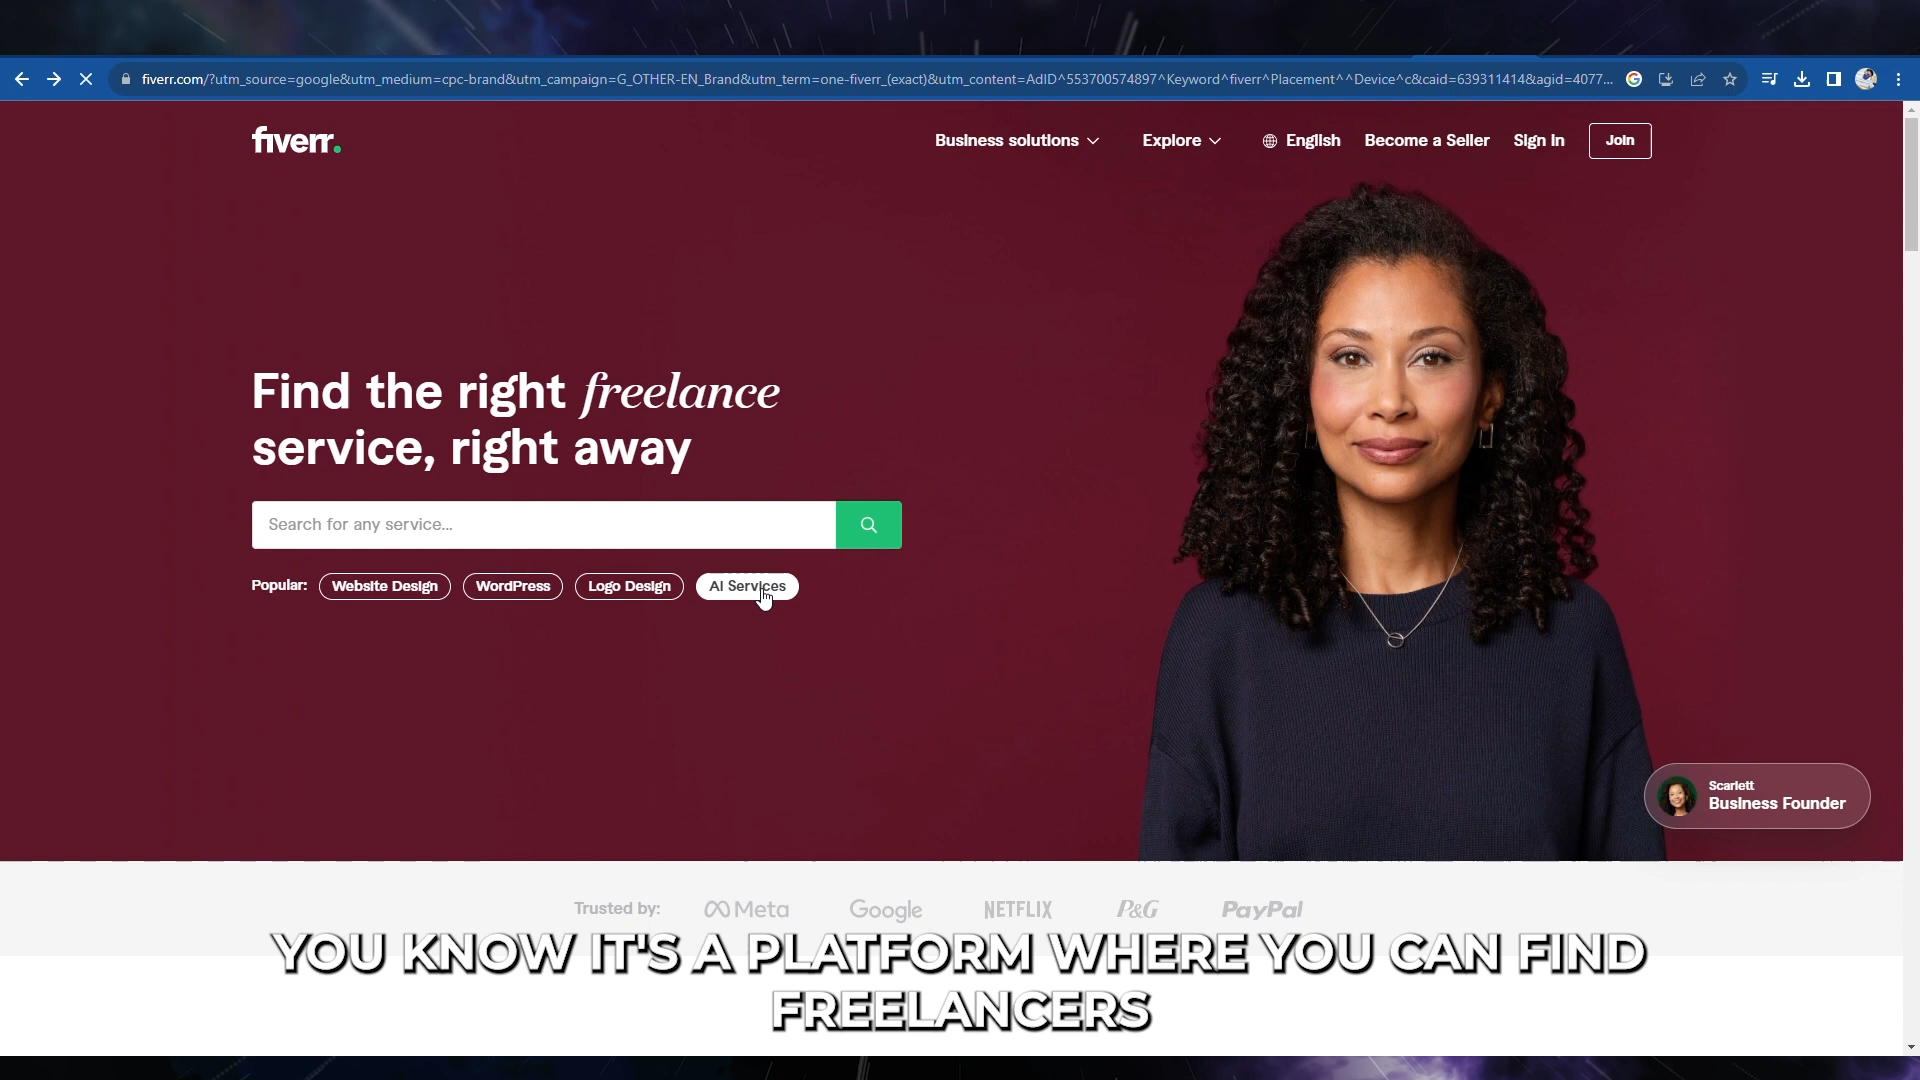 fiverr.com/?utm_source=google&utm_medium=cpc-brand&utm_campaign=G_OTHER-EN_Brand&utm_term=one-fiverr_(exact)&utm_content=AdID^553700574897^Keyword^fiverr^Placement^^Device^c&caid=639311414&agid=4077...
fiverr.
Business solutions Explore English Become a Seller Sign in Join
Find the right freelance
service, right away
Search for any service...
Popular: Website Design WordPress Logo Design AI Services
Scarlett
Business Founder
Trusted by: Meta Google NETFLIX P&G PayPal
YOU KNOW IT'S A PLATFORM WHERE YOU CAN FIND
FREELANCERS